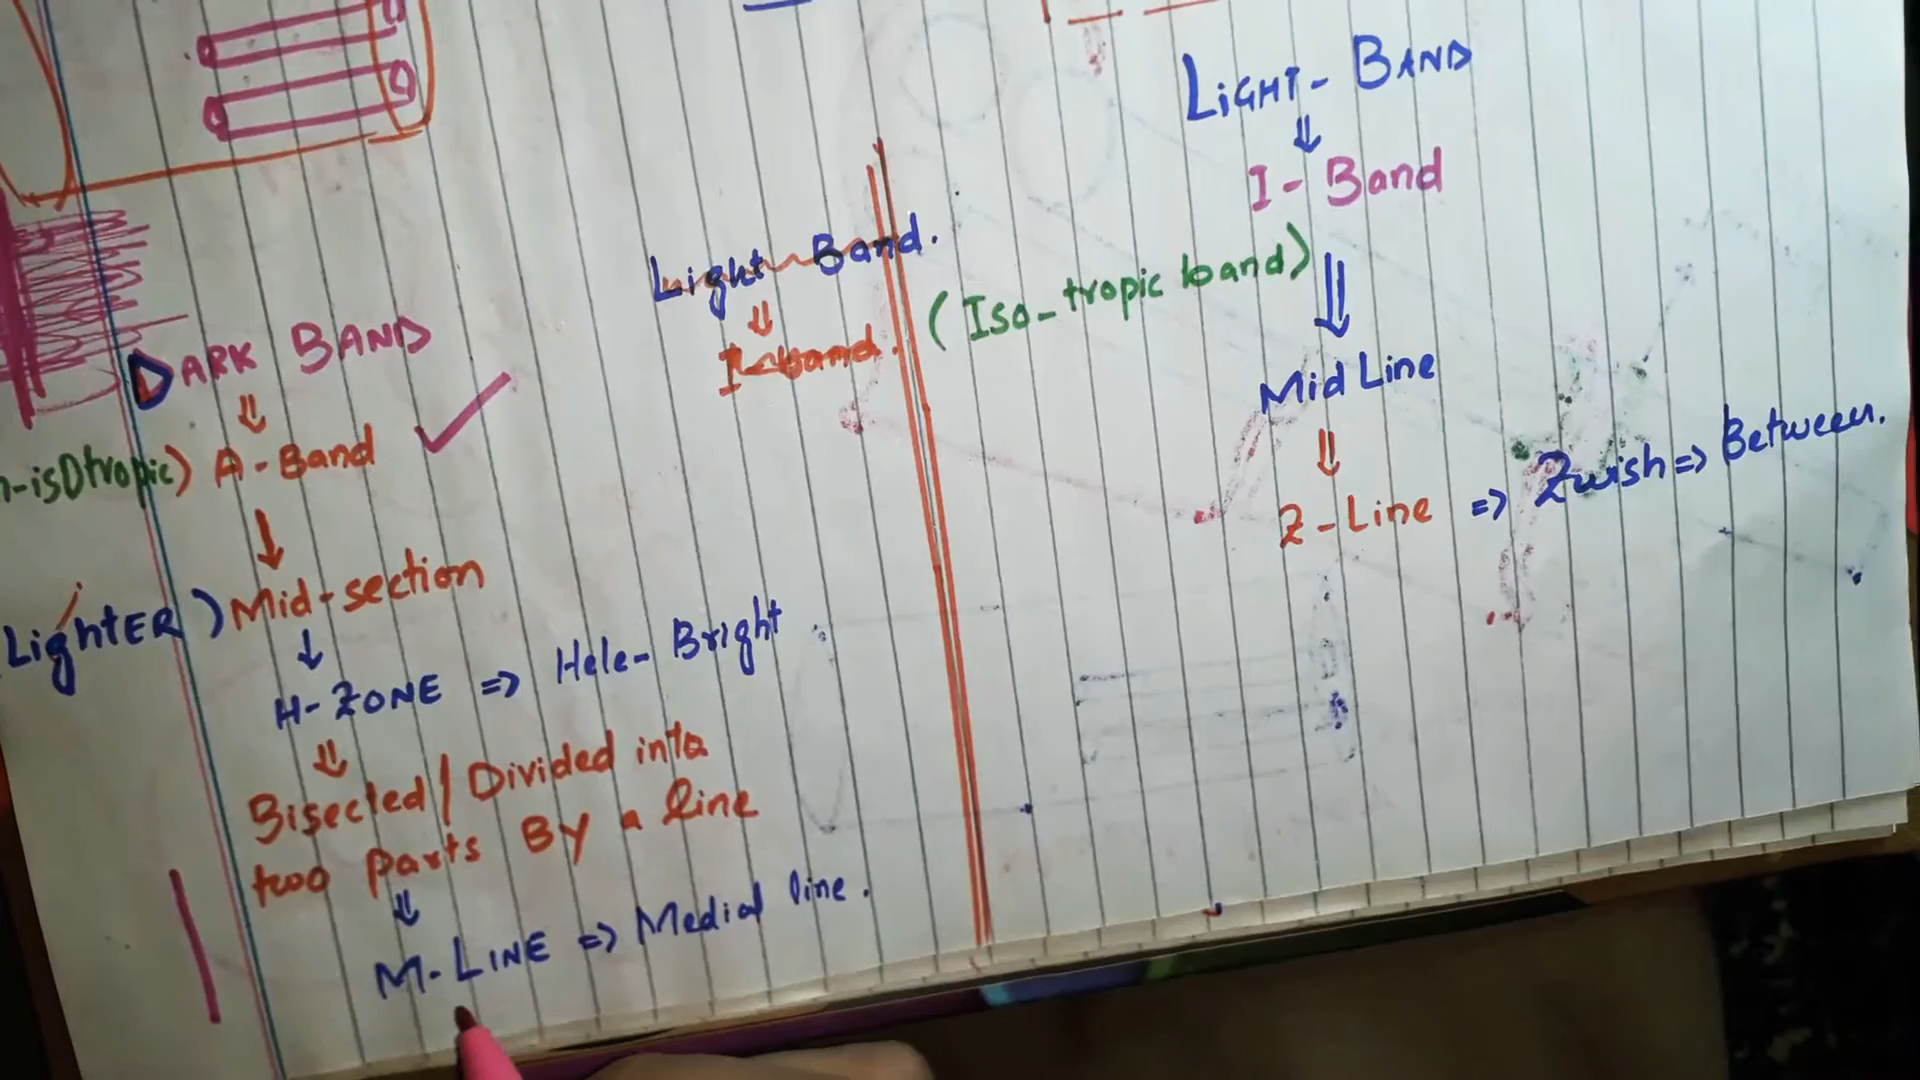 DARK BAND
⇓
n-isotropic) A-Band ✓
↓
LighTER) Mid-section
↓
H-ZONE => Hele-Bright
⇓
Bisected/Divided into
two parts By a line
⇓
M-LINE => Medial line.
Light Band.
⇓
I-band.
LiGHT-BAND
⇓
I-Band
(Iso-tropic band)
⇓
Mid Line
⇓
Z-Line => Zwish => Between.